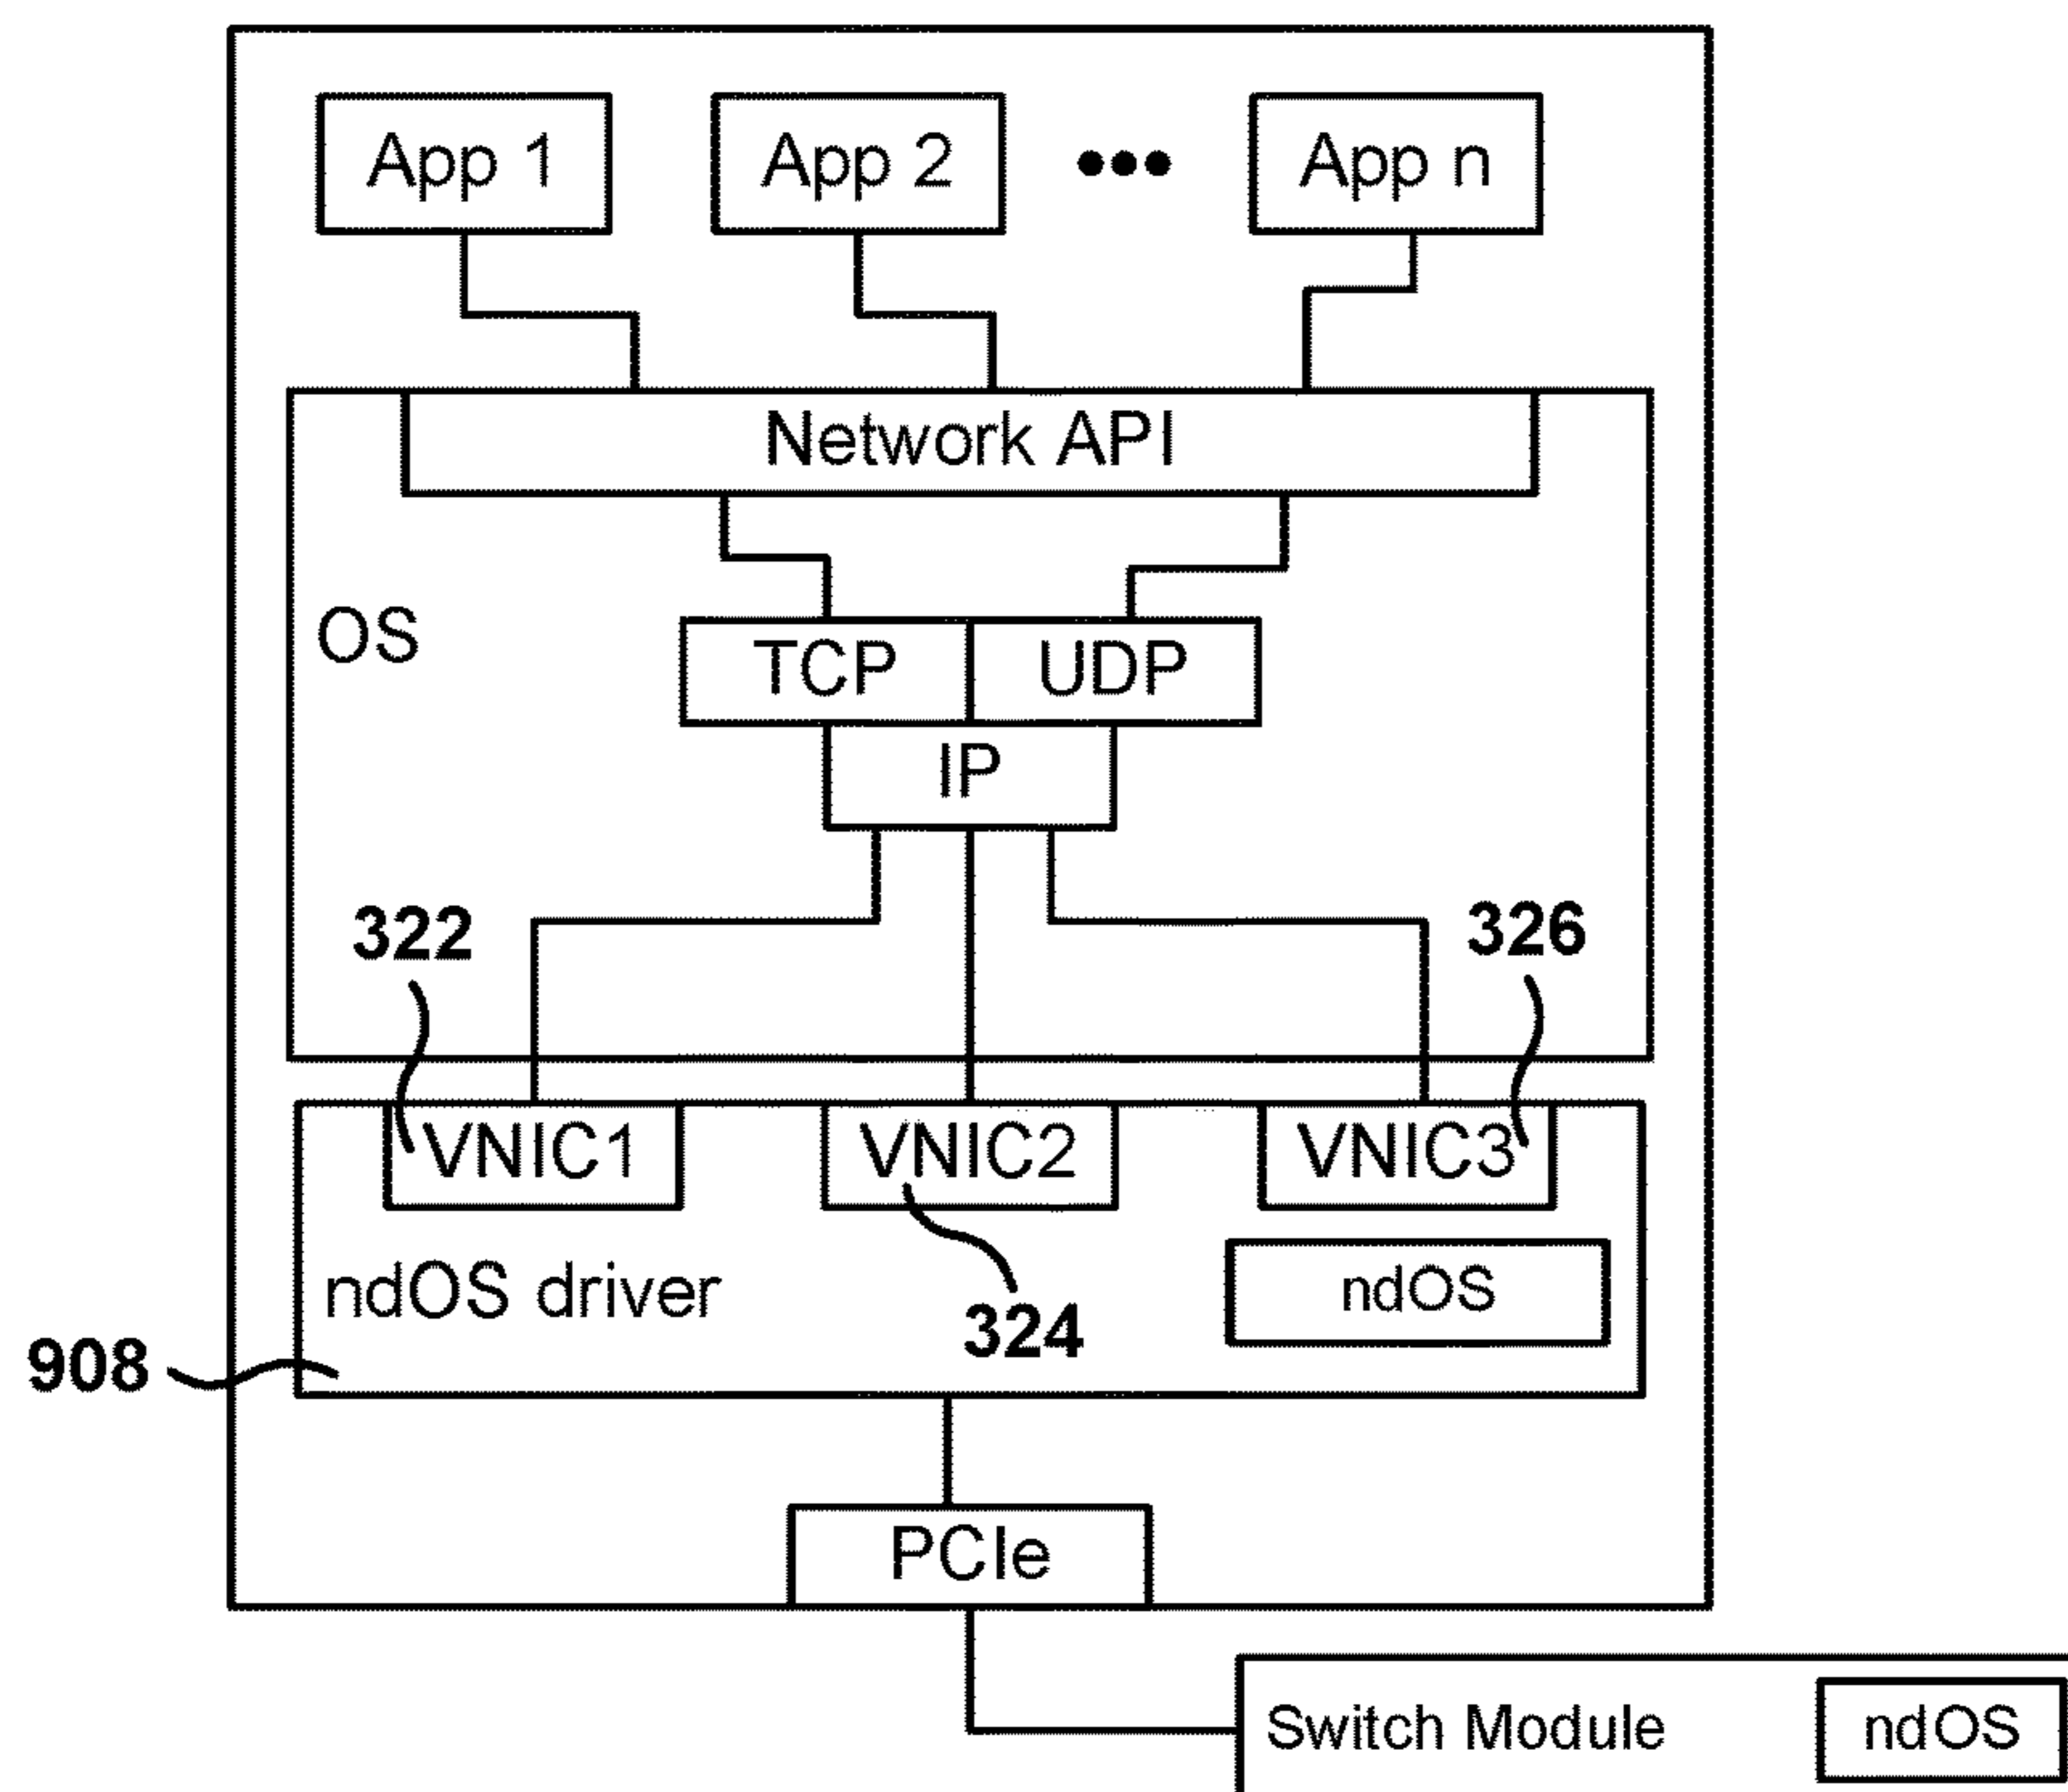 App 1 App 2 ••• App n
Network API
OS
TCP UDP
IP
322 326
VNIC1 VNIC2 VNIC3
ndOS driver ndOS
324
908
PCIe
Switch Module ndOS